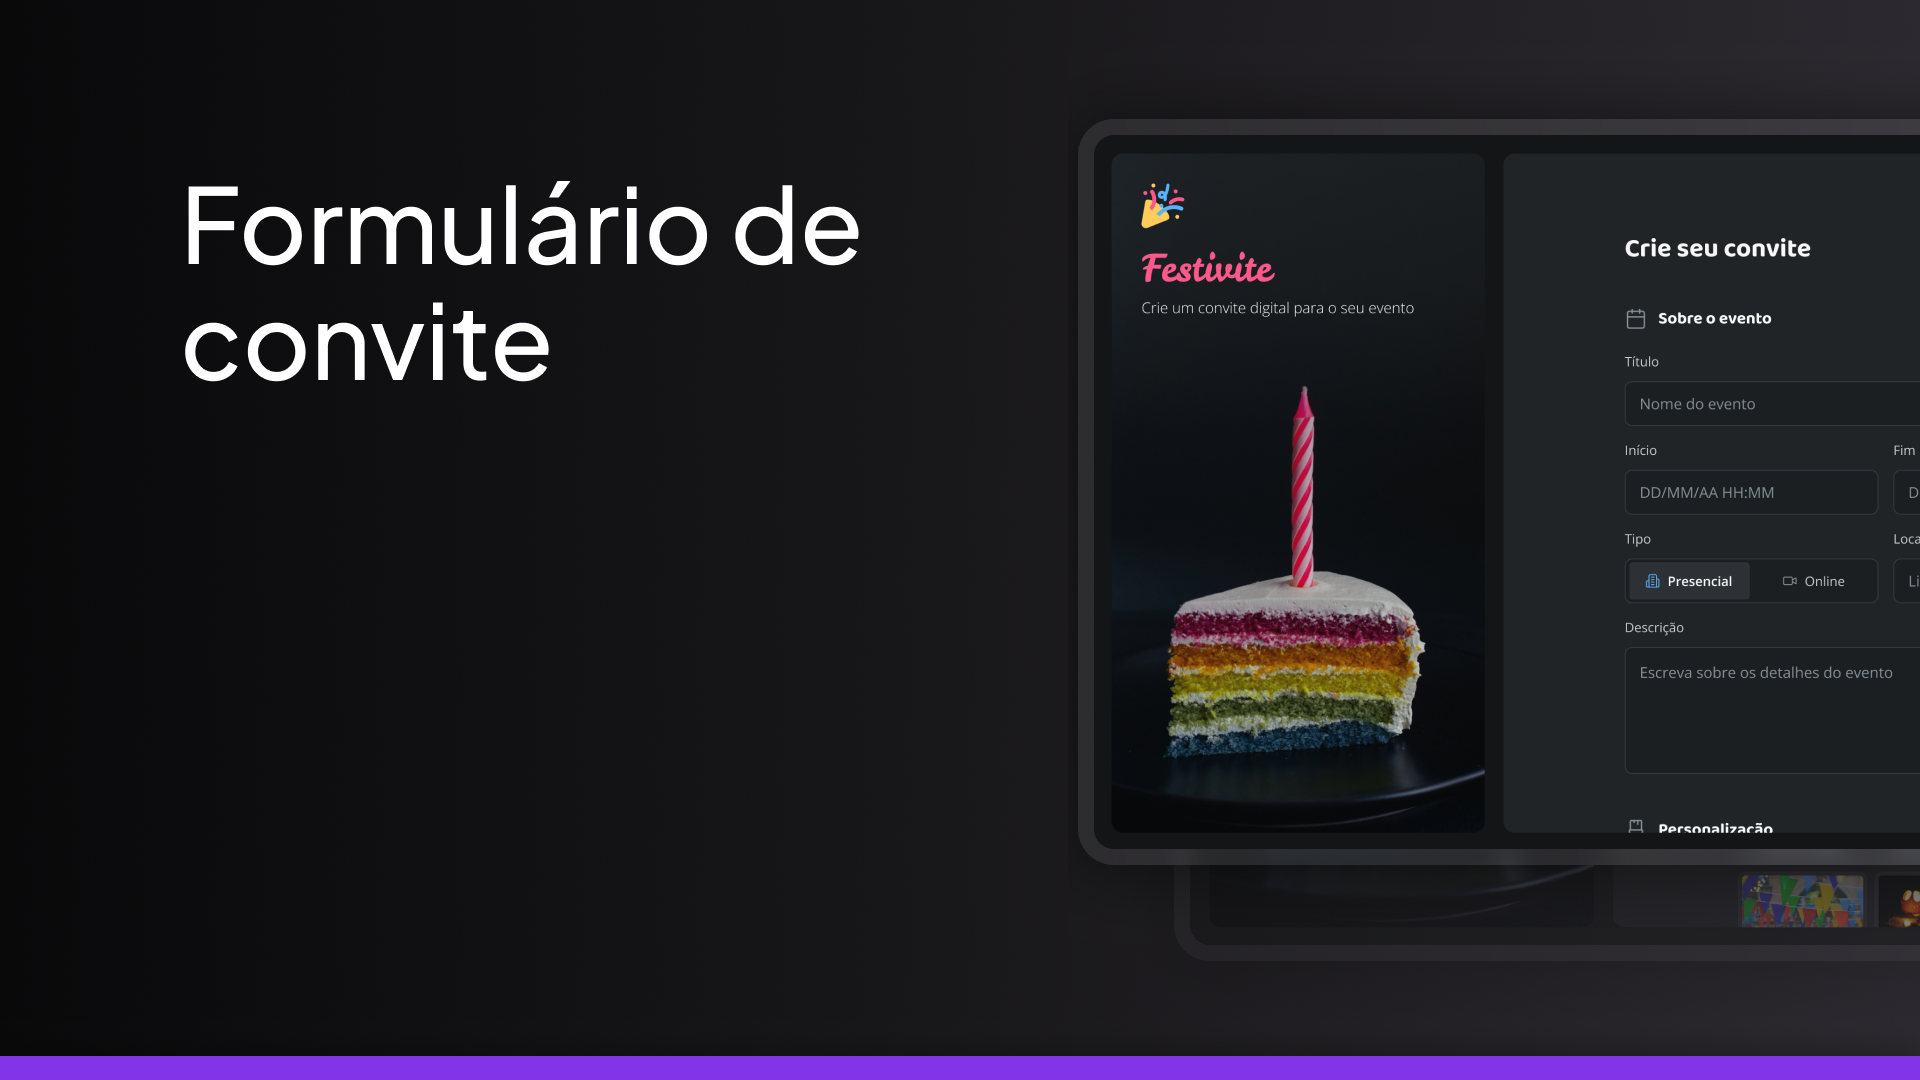 Formulário de
convite
Festivite
Crie um convite digital para o seu evento
Crie seu convite
Sobre o evento
Título
Nome do evento
Início
Fim
DD/MM/AA HH:MM
Tipo
Presencial
Online
Descrição
Escreva sobre os detalhes do evento
Personalização